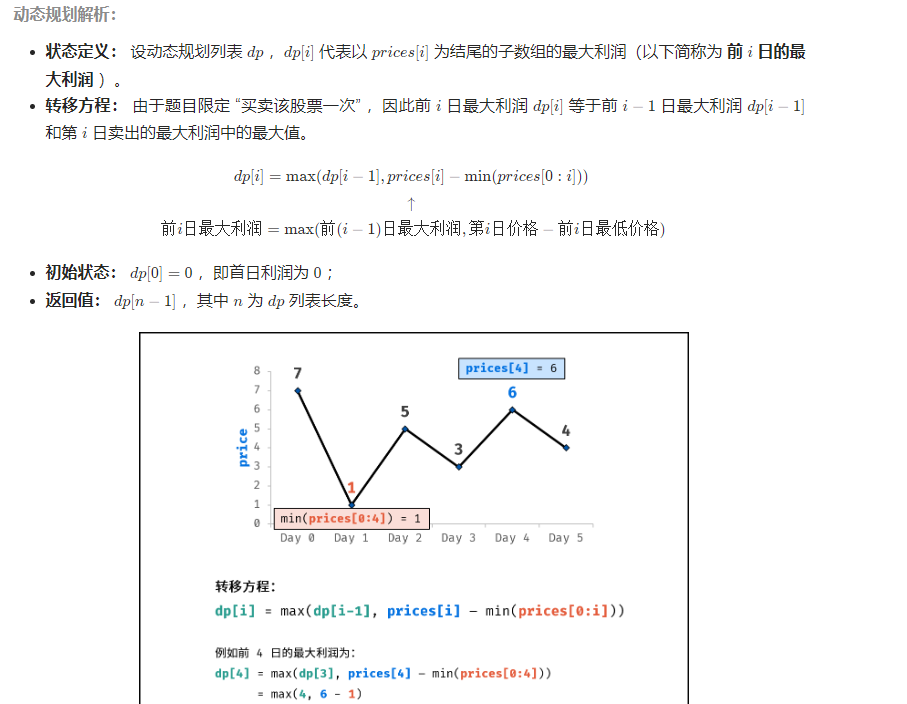 动态规划解析：
• 状态定义： 设动态规划列表 dp ，dp[i] 代表以 prices[i] 为结尾的子数组的最大利润（以下简称为 前 i 日的最
大利润 ）。
• 转移方程： 由于题目限定 “买卖该股票一次” ，因此前 i 日最大利润 dp[i] 等于前 i − 1 日最大利润 dp[i − 1]
和第 i 日卖出的最大利润中的最大值。
dp[i] = max(dp[i − 1], prices[i] − min(prices[0 : i]))
↑
前i日最大利润 = max(前(i − 1)日最大利润, 第i日价格 − 前i日最低价格)
• 初始状态： dp[0] = 0 ，即首日利润为 0 ；
• 返回值： dp[n − 1] ，其中 n 为 dp 列表长度。
prices[4] = 6
8
7
6
5
4
3
2
1
0
price
7
1
5
3
6
4
min(prices[0:4]) = 1
Day 0 Day 1 Day 2 Day 3 Day 4 Day 5
转移方程：
dp[i] = max(dp[i-1], prices[i] − min(prices[0:i]))
例如前 4 日的最大利润为：
dp[4] = max(dp[3], prices[4] − min(prices[0:4]))
= max(4, 6 - 1)